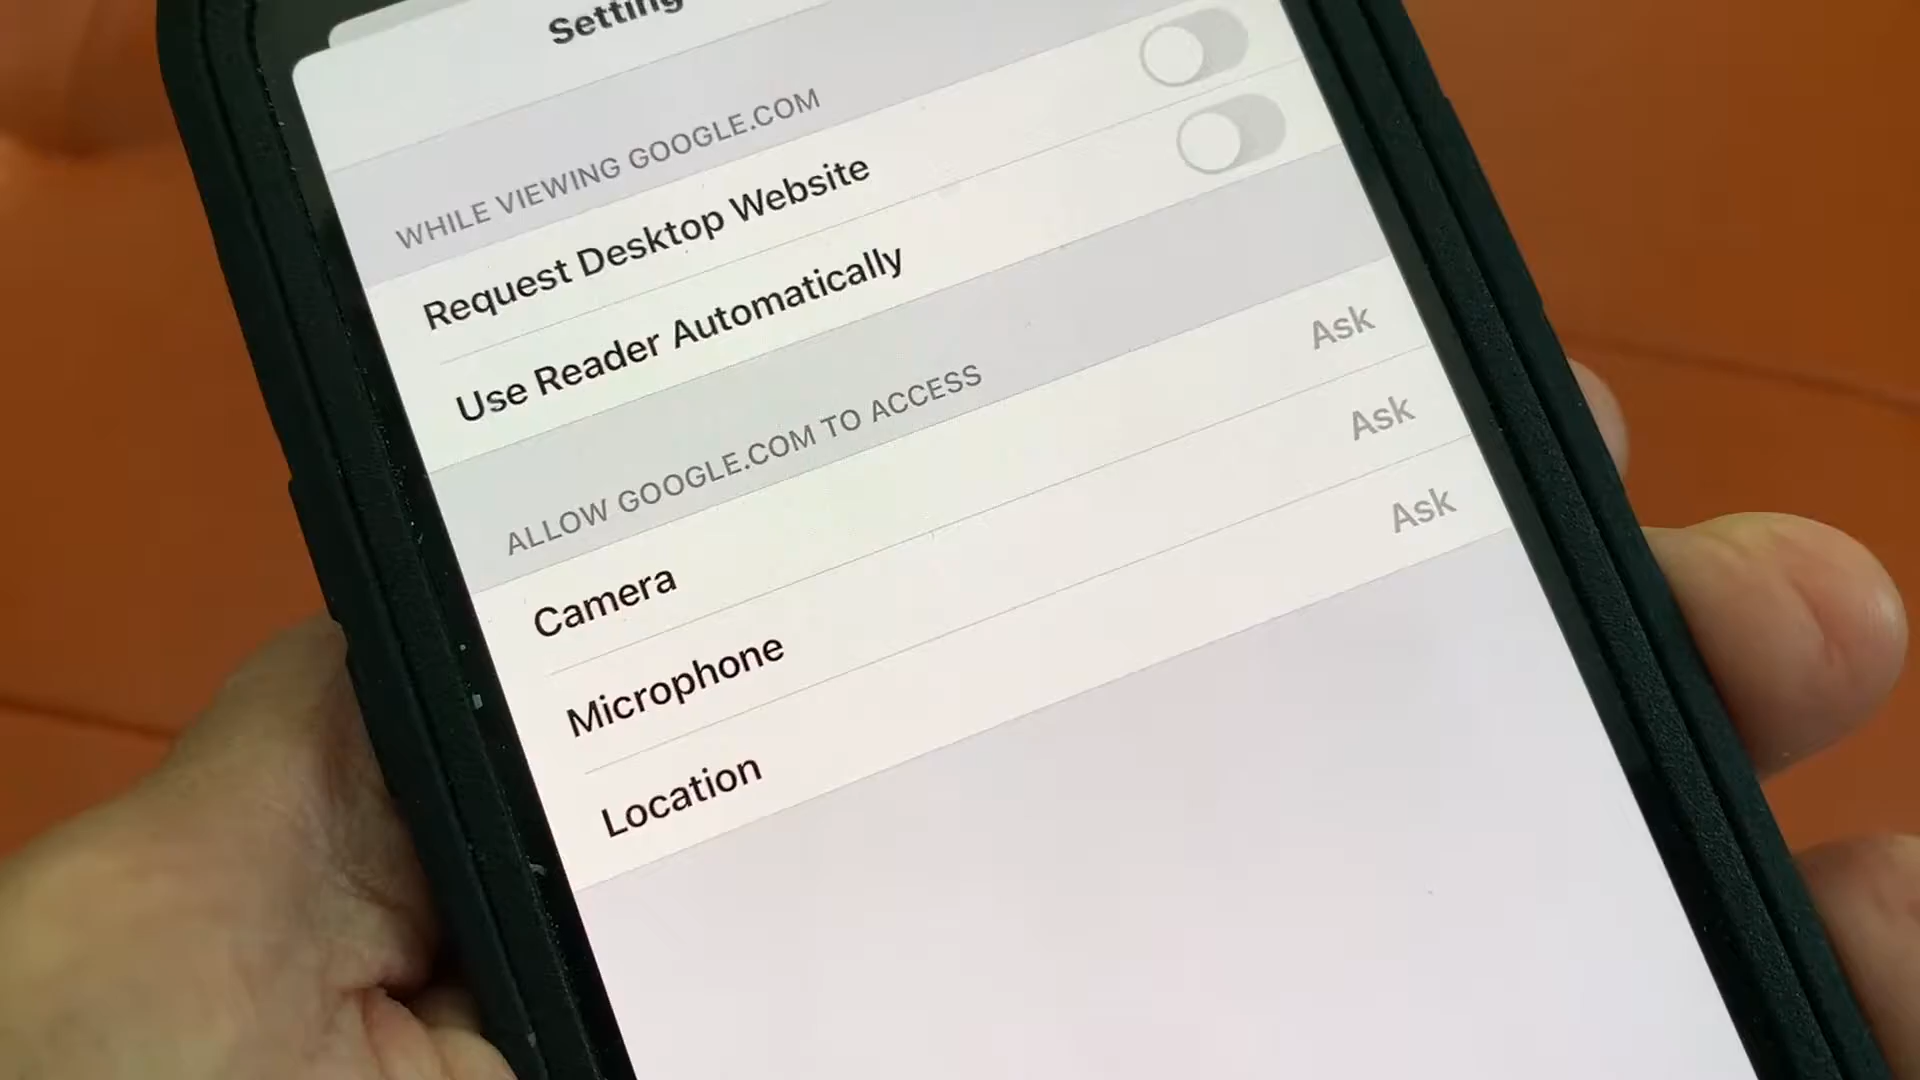 Setting
WHILE VIEWING GOOGLE.COM
Request Desktop Website
Use Reader Automatically
ALLOW GOOGLE.COM TO ACCESS
Camera Ask
Microphone Ask
Location Ask